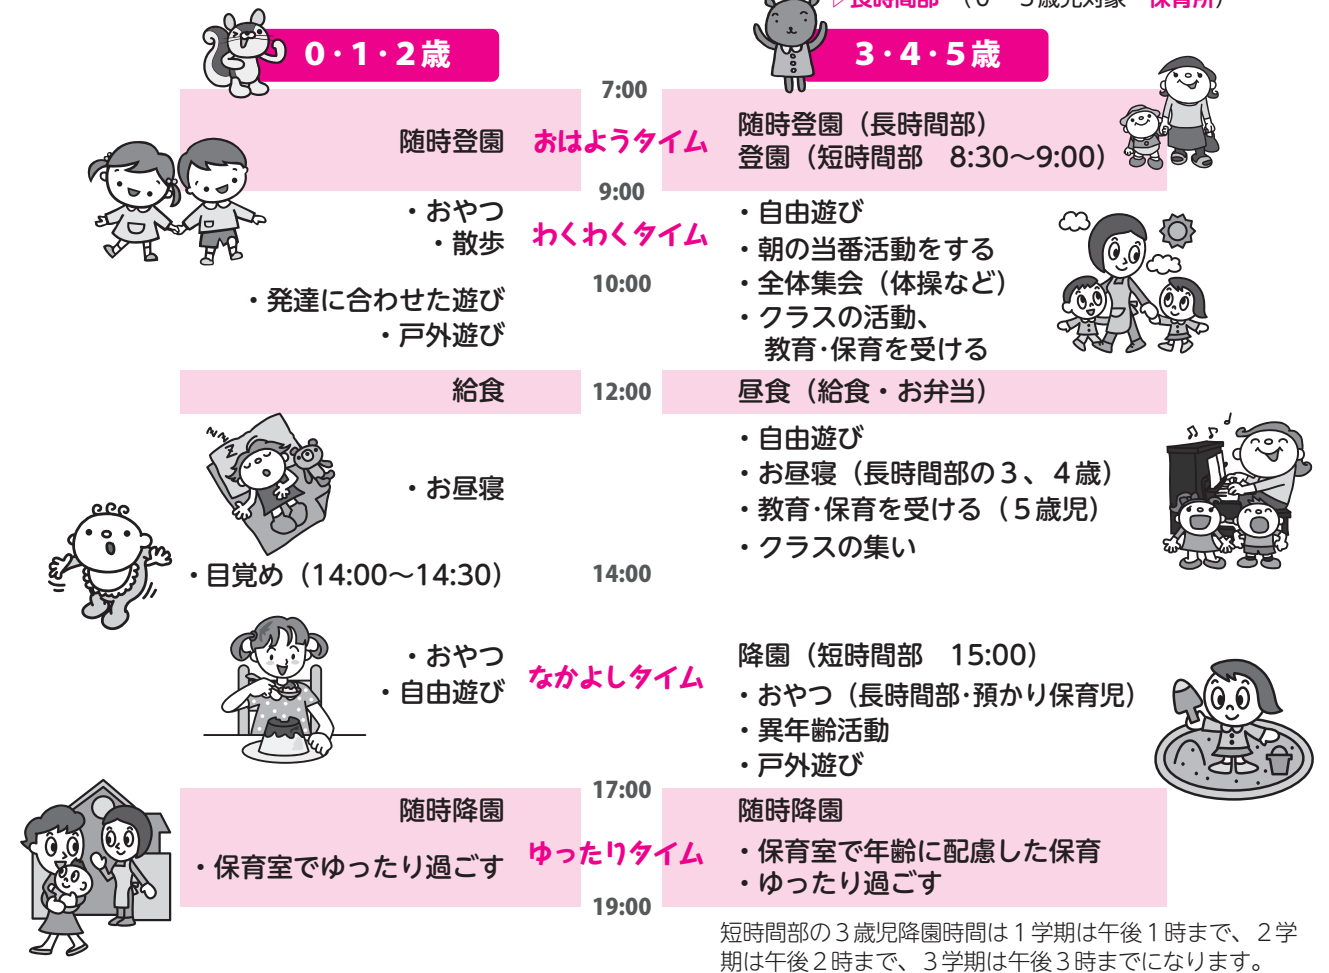 ▷長時間部 （0～5歳児対象 保育所）
0・1・2歳
3・4・5歳
7:00
随時登園
おはようタイム
随時登園（長時間部）
登園（短時間部　8:30～9:00）
9:00
・おやつ
・散歩
わくわくタイム
・自由遊び
・朝の当番活動をする
10:00
・発達に合わせた遊び
・戸外遊び
・全体集会（体操など）
・クラスの活動、
教育･保育を受ける
給食
12:00
昼食（給食・お弁当）
・お昼寝
・自由遊び
・お昼寝（長時間部の３、４歳）
・教育･保育を受ける（５歳児）
・クラスの集い
・目覚め（14:00～14:30）
14:00
・おやつ
・自由遊び
なかよしタイム
降園（短時間部　15:00）
・おやつ（長時間部･預かり保育児）
・異年齢活動
・戸外遊び
17:00
随時降園
・保育室でゆったり過ごす
ゆったりタイム
随時降園
・保育室で年齢に配慮した保育
・ゆったり過ごす
19:00
短時間部の３歳児降園時間は１学期は午後１時まで、２学
期は午後２時まで、３学期は午後３時までになります。